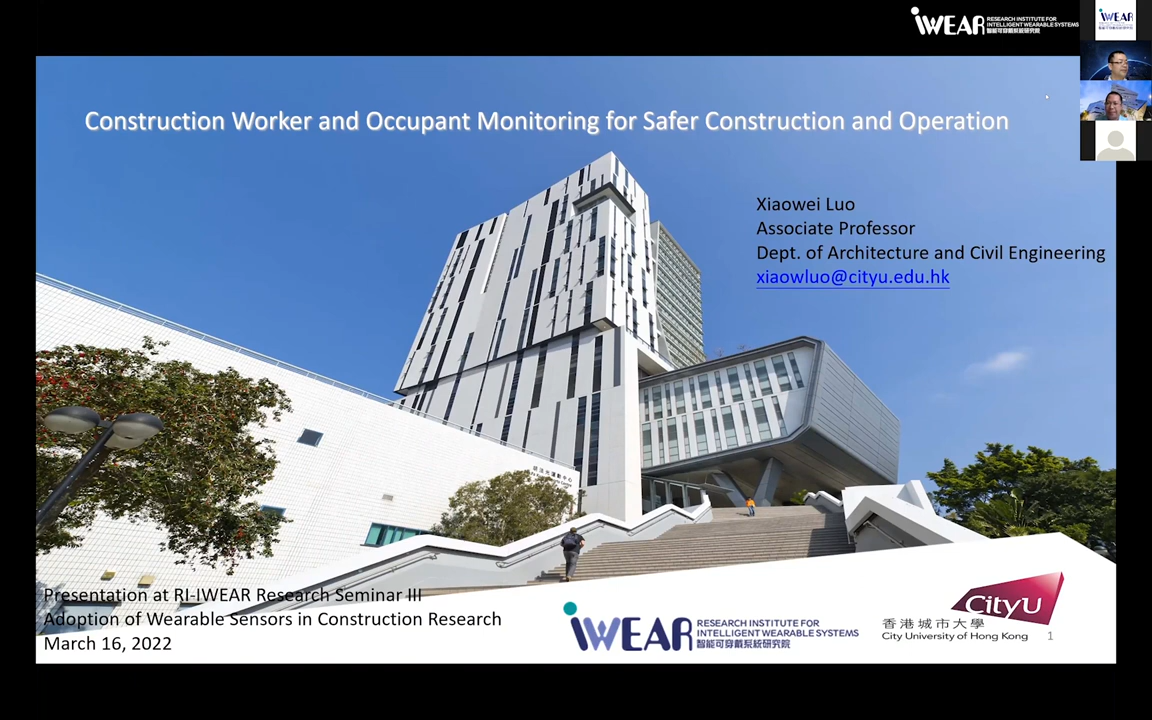 iWEAR RESEARCH INSTITUTE FOR
INTELLIGENT WEARABLE SYSTEMS
智能可穿戴系統研究院
iWEAR
Construction Worker and Occupant Monitoring for Safer Construction and Operation
Xiaowei Luo
Associate Professor
Dept. of Architecture and Civil Engineering
xiaowluo@cityu.edu.hk
Presentation at RI-IWEAR Research Seminar III
Adoption of Wearable Sensors in Construction Research
March 16, 2022
iWEAR RESEARCH INSTITUTE FOR
INTELLIGENT WEARABLE SYSTEMS
智能可穿戴系統研究院
CityU
香港城市大學
City University of Hong Kong
1